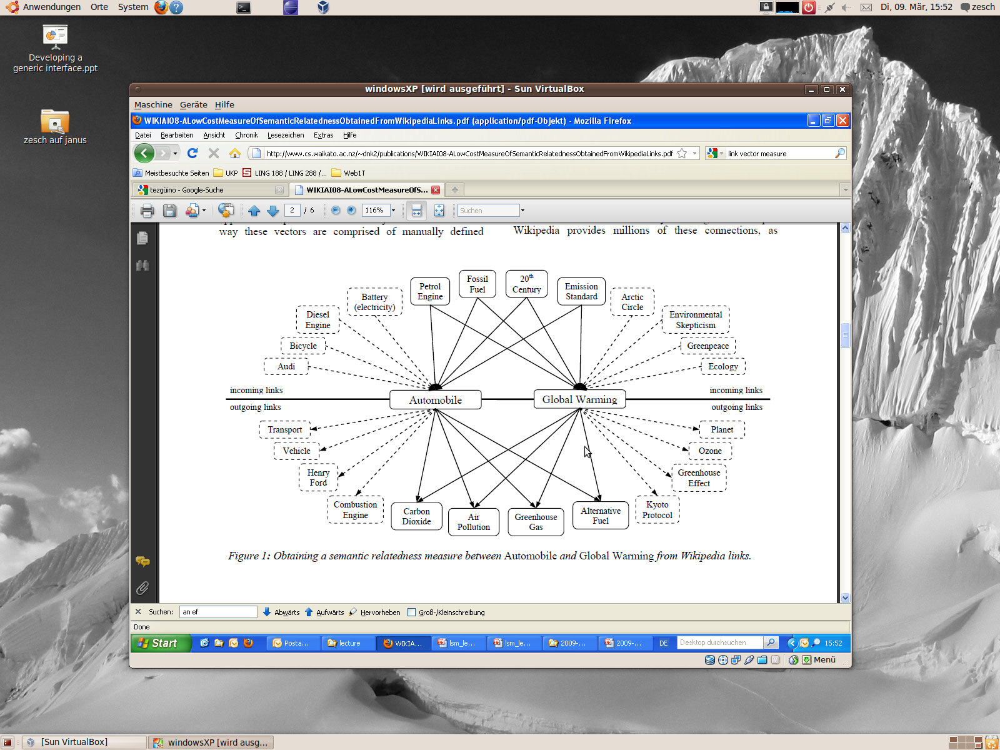 Anwendungen Orte System
Di, 09. Mär, 15:52 zesch
Developing a
generic interface.ppt
zesch auf janus
windowsXP [wird ausgeführt] - Sun VirtualBox
Maschine Geräte Hilfe
WIKIAI08-ALowCostMeasureOfSemanticRelatednessObtainedFromWikipediaLinks.pdf (application/pdf-Objekt) - Mozilla Firefox
Datei Bearbeiten Ansicht Chronik Lesezeichen Extras Hilfe
http://www.cs.waikato.ac.nz/~dnk2/publications/WIKIAI08-ALowCostMeasureOfSemanticRelatednessObtainedFromWikipediaLinks.pdf
link vector measure
Meistbesuchte Seiten UKP LING 188 / LING 288 /... Web1T
tezgüino - Google-Suche
WIKIAI08-ALowCostMeasureOfS...
2 / 6 116% Suchen
way these vectors are comprised of manually defined
Wikipedia provides millions of these connections, as
Petrol
Engine
Fossil
Fuel
20th
Century
Emission
Standard
Battery
(electricity)
Arctic
Circle
Diesel
Engine
Environmental
Skepticism
Bicycle
Greenpeace
Audi
Ecology
incoming links
incoming links
Automobile
Global Warming
outgoing links
outgoing links
Transport
Planet
Vehicle
Ozone
Henry
Ford
Greenhouse
Effect
Combustion
Engine
Carbon
Dioxide
Air
Pollution
Greenhouse
Gas
Alternative
Fuel
Kyoto
Protocol
Figure 1: Obtaining a semantic relatedness measure between Automobile and Global Warming from Wikipedia links.
Suchen: an ef Abwärts Aufwärts Hervorheben Groß-/Kleinschreibung
Done
Start Posta... lecture WIKIA... lsm_le... lsm_le... 2009-... 2009-... DE Desktop durchsuchen 15:52
Menü
[Sun VirtualBox] windowsXP [wird ausg...